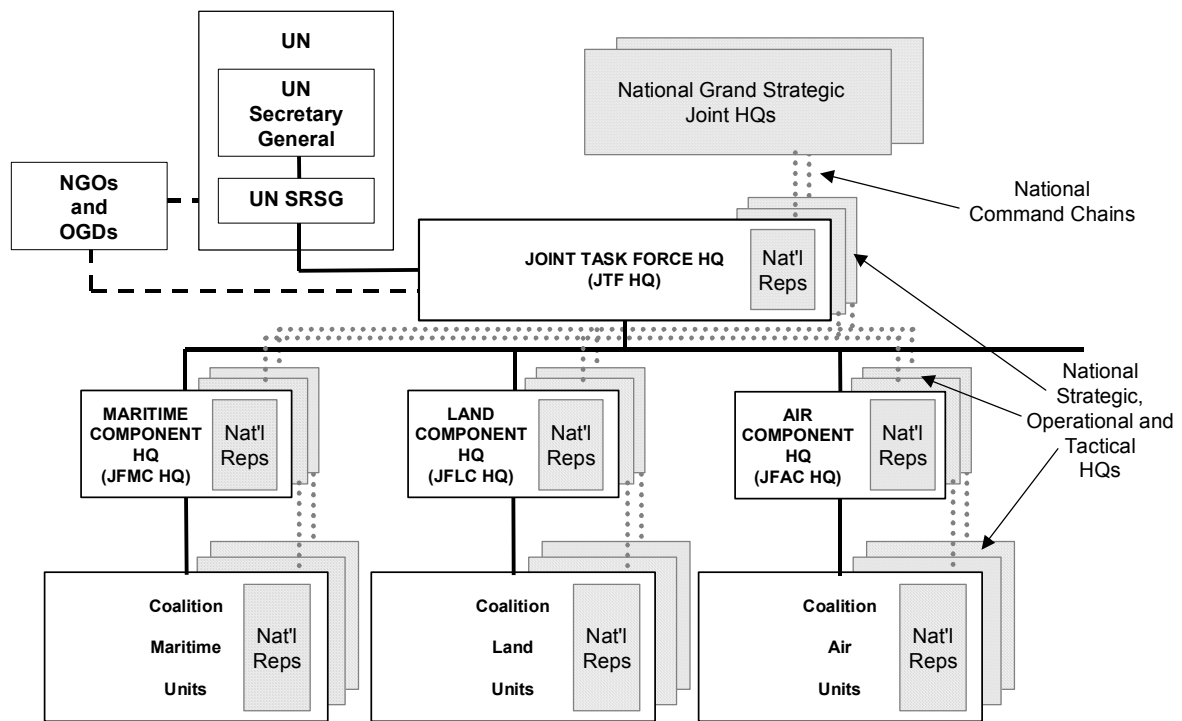 UN
UN
Secretary
General
UN SRSG
NGOs
and
OGDs
National Grand Strategic
Joint HQs
National
Command Chains
JOINT TASK FORCE HQ
(JTF HQ)
Nat'l
Reps
National
Strategic,
Operational and
Tactical
HQs
MARITIME
COMPONENT
HQ
(JFMC HQ)
Nat'l
Reps
LAND
COMPONENT
HQ
(JFLC HQ)
Nat'l
Reps
AIR
COMPONENT
HQ
(JFAC HQ)
Nat'l
Reps
Coalition
Maritime
Units
Nat'l
Reps
Coalition
Land
Units
Nat'l
Reps
Coalition
Air
Units
Nat'l
Reps